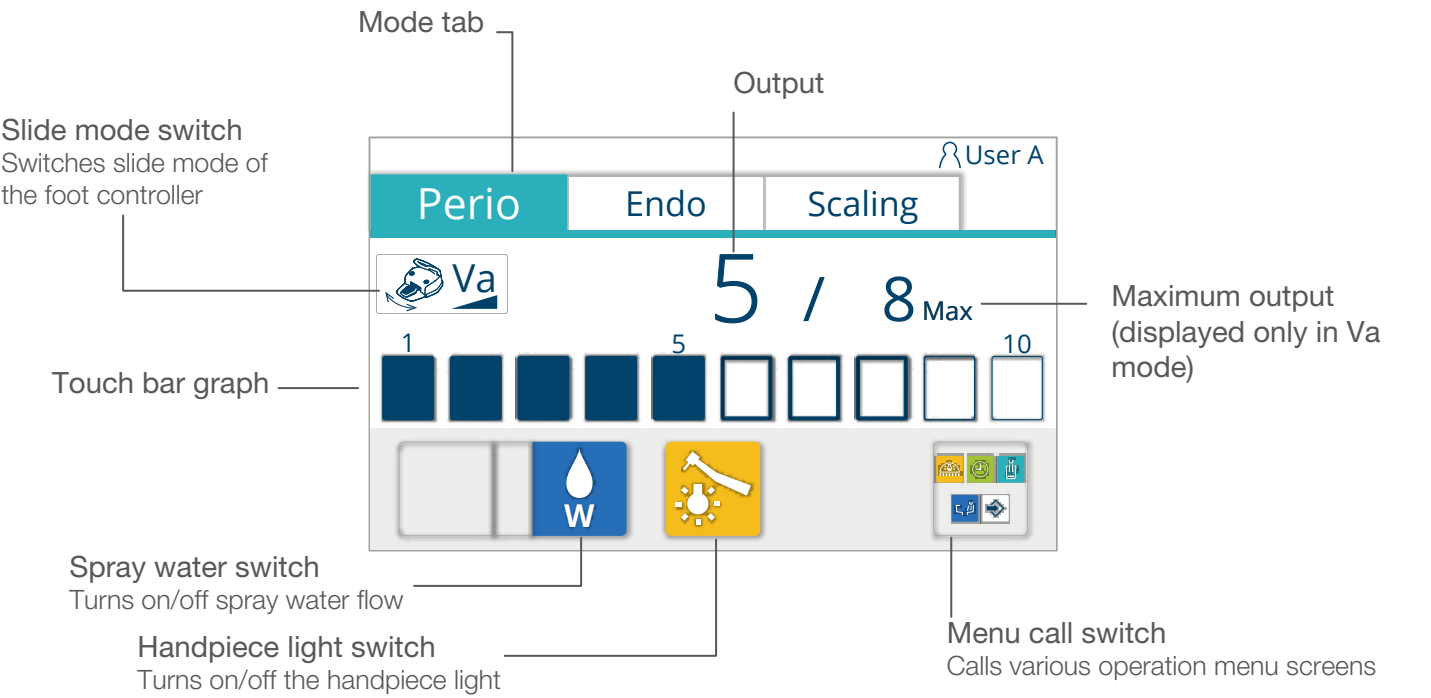 Mode tab
Output
Slide mode switch
Switches slide mode of
the foot controller
User A
Perio
Endo
Scaling
Va
5 / 8 Max
Maximum output
(displayed only in Va
mode)
1 5 10
Touch bar graph
W
Spray water switch
Turns on/off spray water flow
Handpiece light switch
Turns on/off the handpiece light
Menu call switch
Calls various operation menu screens